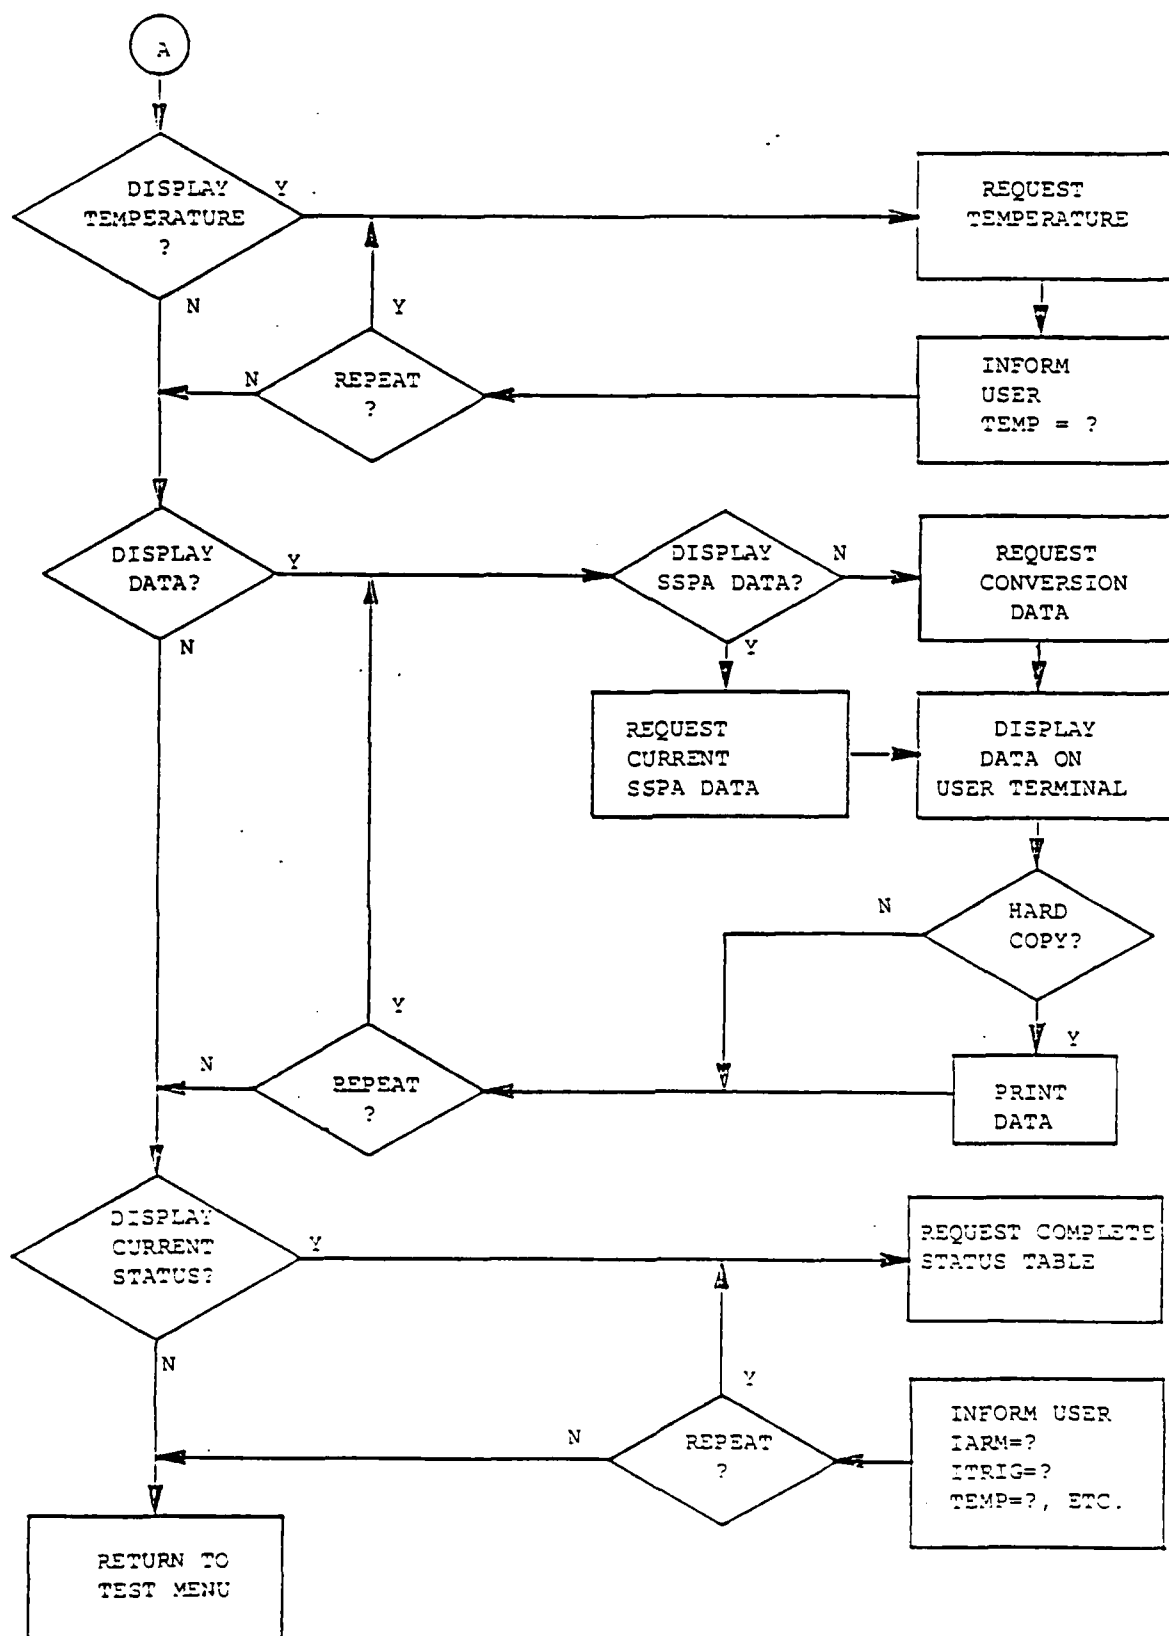 A
DISPLAY
TEMPERATURE
?
Y
N
REQUEST
TEMPERATURE
INFORM
USER
TEMP = ?
Y
REPEAT
?
N
DISPLAY
DATA?
Y
N
DISPLAY
SSPA DATA?
N
Y
REQUEST
CONVERSION
DATA
REQUEST
CURRENT
SSPA DATA
DISPLAY
DATA ON
USER TERMINAL
HARD
COPY?
N
Y
PRINT
DATA
Y
REPEAT
?
N
DISPLAY
CURRENT
STATUS?
Y
N
REQUEST COMPLETE
STATUS TABLE
INFORM USER
IARM=?
ITRIG=?
TEMP=?, ETC.
Y
REPEAT
?
N
RETURN TO
TEST MENU